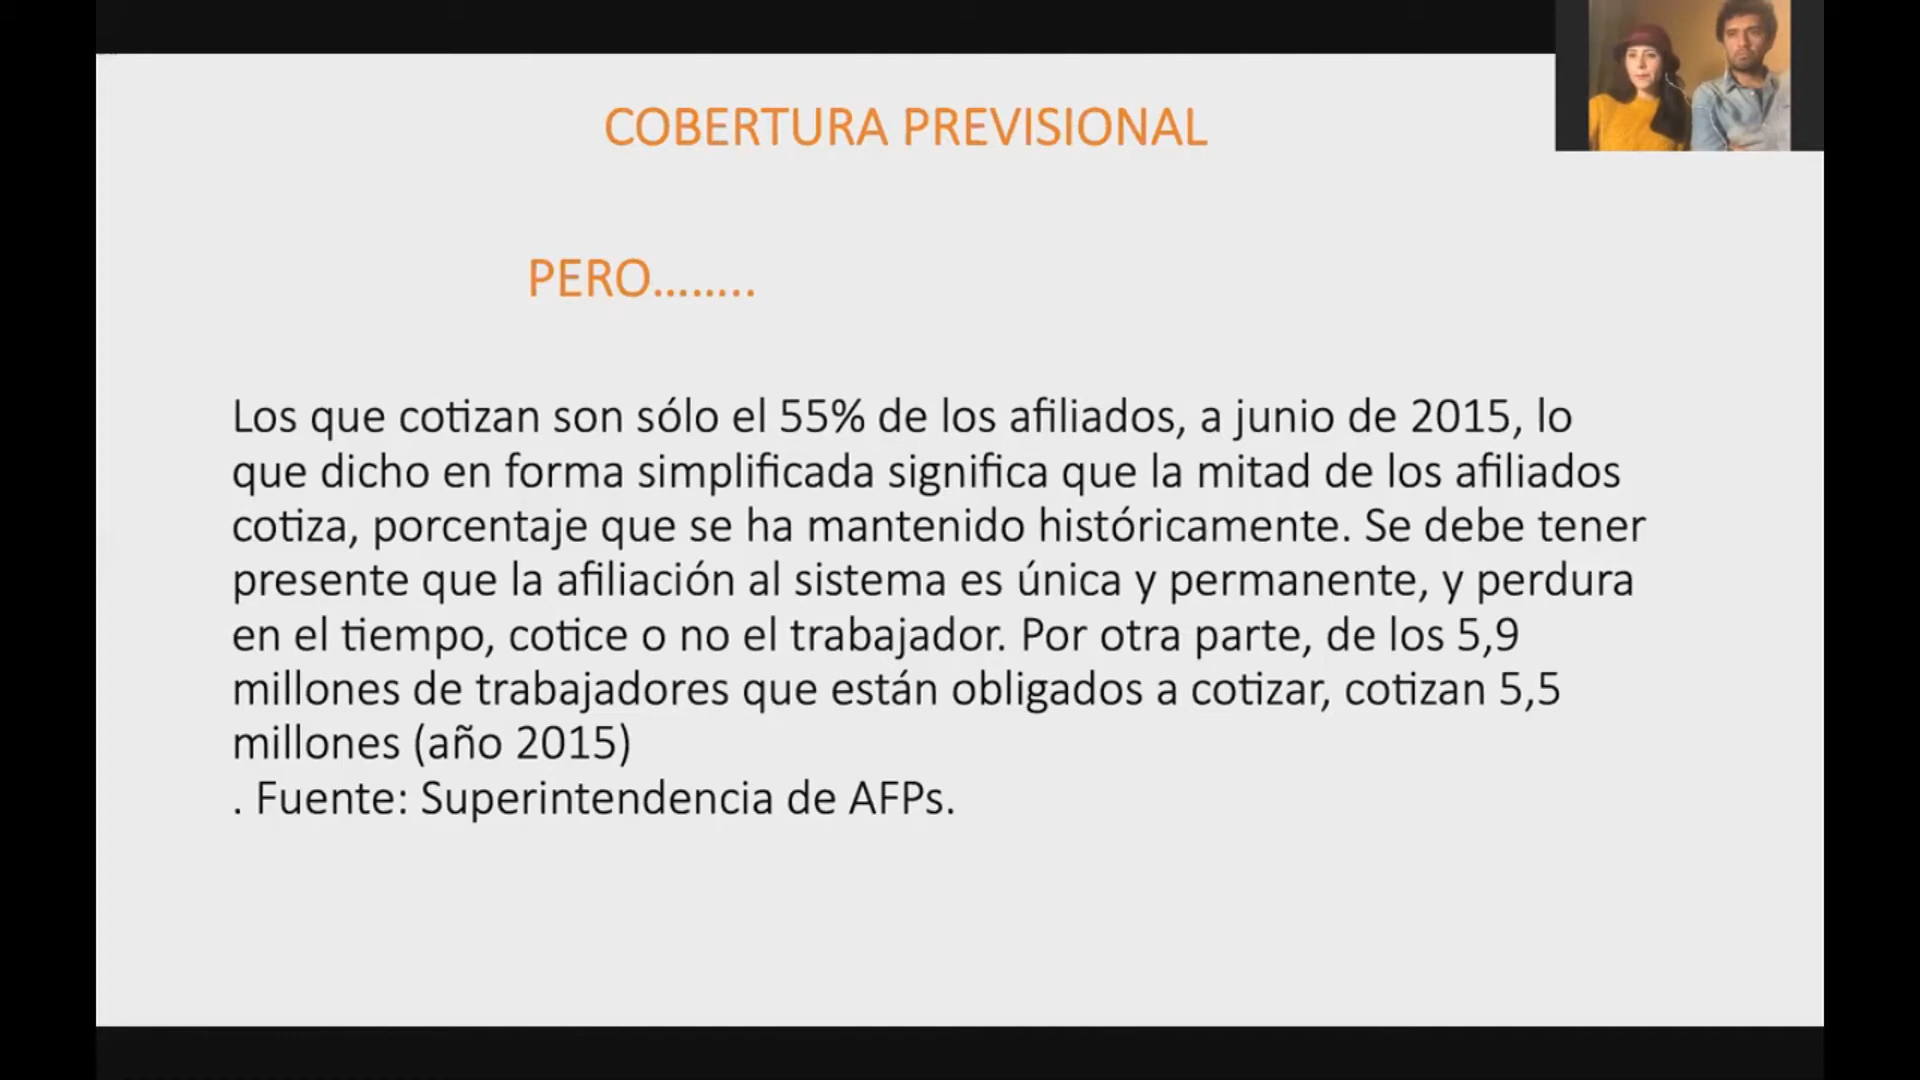 COBERTURA PREVISIONAL
PERO……..
Los que cotizan son sólo el 55% de los afiliados, a junio de 2015, lo
que dicho en forma simplificada significa que la mitad de los afiliados
cotiza, porcentaje que se ha mantenido históricamente. Se debe tener
presente que la afiliación al sistema es única y permanente, y perdura
en el tiempo, cotice o no el trabajador. Por otra parte, de los 5,9
millones de trabajadores que están obligados a cotizar, cotizan 5,5
millones (año 2015)
. Fuente: Superintendencia de AFPs.